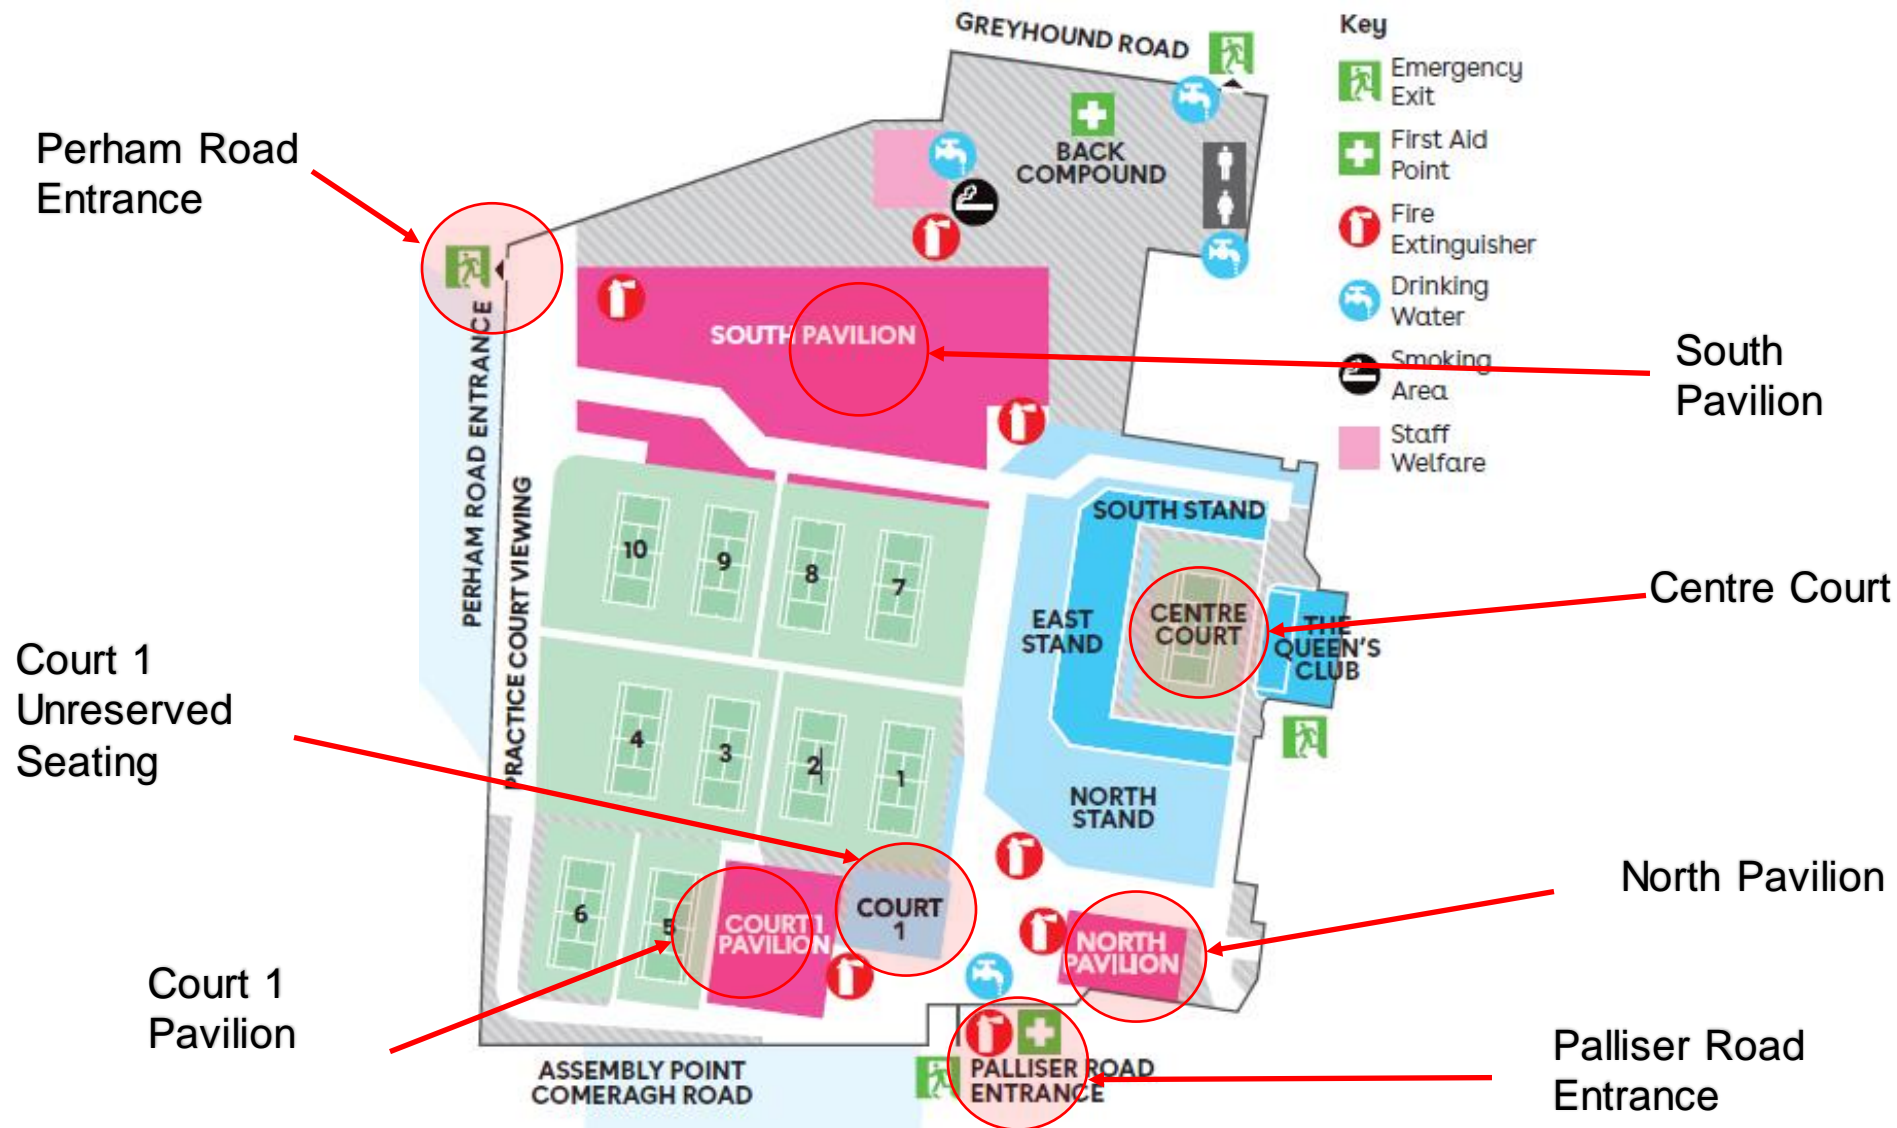 GREYHOUND ROAD
Key
Emergency
Exit
First Aid
Point
Fire
Extinguisher
Drinking
Water
Smoking
Area
Staff
Welfare
Perham Road
Entrance
BACK
COMPOUND
SOUTH PAVILION
South
Pavilion
PERHAM ROAD ENTRANCE
PRACTICE COURT VIEWING
SOUTH STAND
10
9
8
7
EAST
STAND
CENTRE
COURT
Centre Court
THE
QUEEN'S
CLUB
Court 1
Unreserved
Seating
4
3
2
1
NORTH
STAND
6
5
COURT 1
PAVILION
COURT
1
NORTH
PAVILION
North Pavilion
Court 1
Pavilion
ASSEMBLY POINT
COMERAGH ROAD
PALLISER ROAD
ENTRANCE
Palliser Road
Entrance